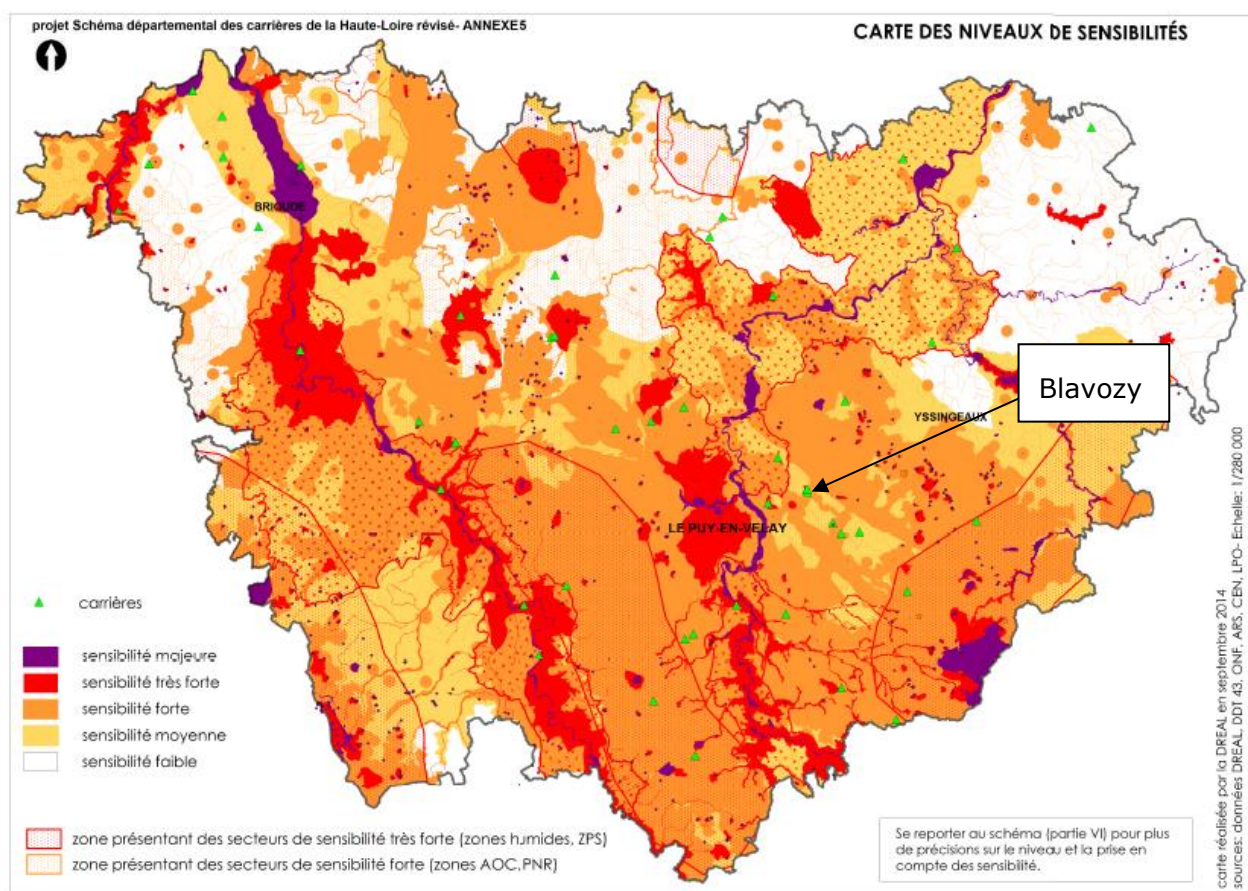 projet Schéma départemental des carrières de la Haute-Loire révisé- ANNEXE5
CARTE DES NIVEAUX DE SENSIBILITÉS
BRIOUDE
Blavozy
YSSINGEAUX
LE PUY-EN-VELAY
carrières
sensibilité majeure
sensibilité très forte
sensibilité forte
sensibilité moyenne
sensibilité faible
zone présentant des secteurs de sensibilité très forte (zones humides, ZPS)
zone présentant des secteurs de sensibilité forte (zones AOC,PNR)
Se reporter au schéma (partie VI) pour plus
de précisions sur le niveau et la prise en
compte des sensibilité.
carte réalisée par la DREAL en septembre 2014
sources: données DREAL, DDT 43, ONF, ARS, CEN, LPO- Echelle: 1/280 000